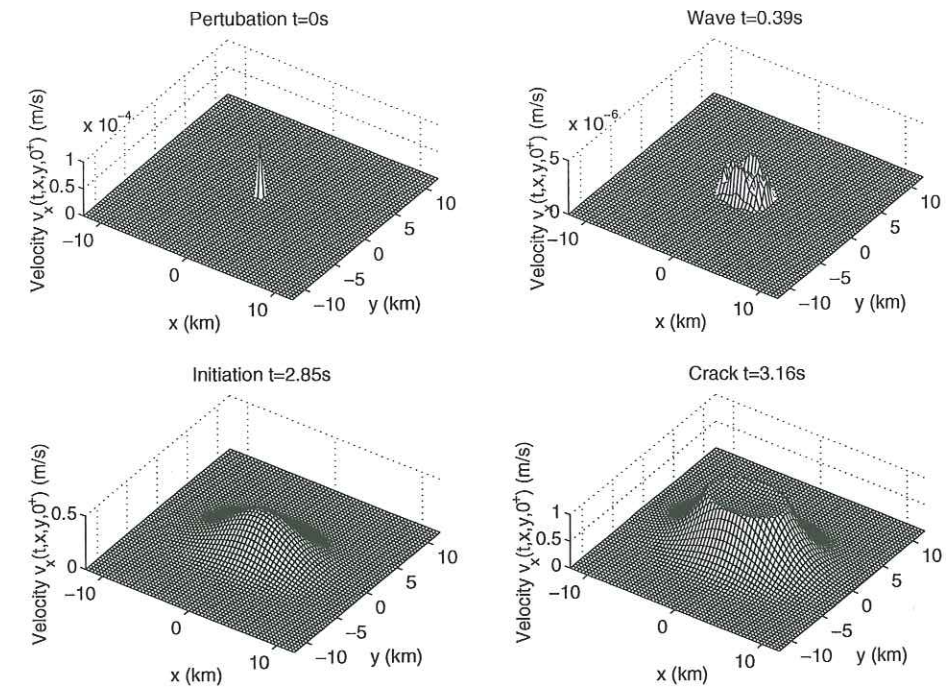 Pertubation t=0s
Velocity v_x(t,x,y,0⁺) (m/s)
x 10⁻⁴
1
0.5
0
−10
0
10
x (km)
−10
−5
0
5
10
y (km)
Wave t=0.39s
Velocity v_x(t,x,y,0⁺) (m/s)
x 10⁻⁶
5
0
−10
0
10
x (km)
−10
−5
0
5
10
y (km)
Initiation t=2.85s
Velocity v_x(t,x,y,0⁺) (m/s)
0.5
0
−10
0
10
x (km)
−10
−5
0
5
10
y (km)
Crack t=3.16s
Velocity v_x(t,x,y,0⁺) (m/s)
1
0.5
0
−10
0
10
x (km)
−10
−5
0
5
10
y (km)